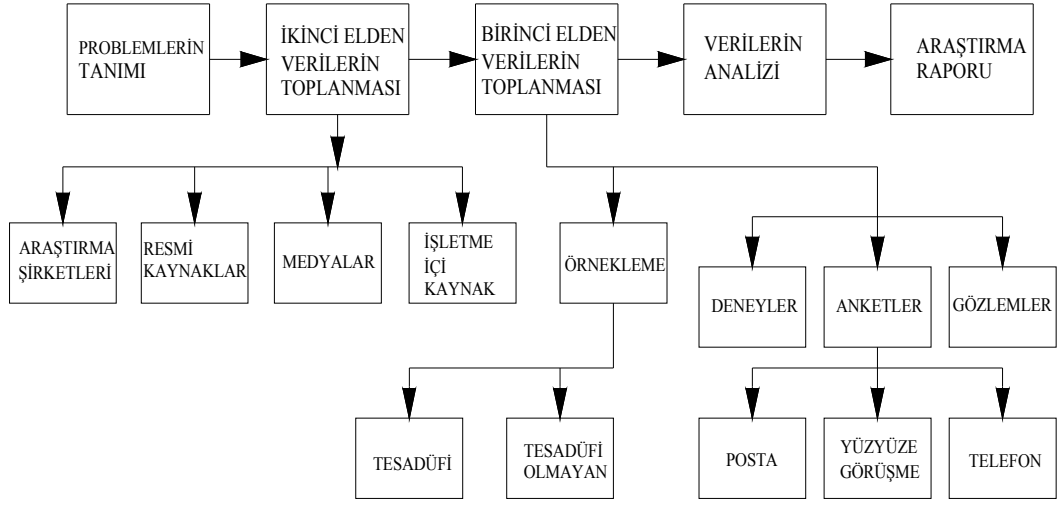 PROBLEMLERİN
TANIMI
İKİNCİ ELDEN
VERİLERİN
TOPLANMASI
BİRİNCİ ELDEN
VERİLERİN
TOPLANMASI
VERİLERİN
ANALİZİ
ARAŞTIRMA
RAPORU
ARAŞTIRMA
ŞİRKETLERİ
RESMİ
KAYNAKLAR
MEDYALAR
İŞLETME
İÇİ
KAYNAK
ÖRNEKLEME
DENEYLER
ANKETLER
GÖZLEMLER
TESADÜFİ
TESADÜFİ
OLMAYAN
POSTA
YÜZYÜZE
GÖRÜŞME
TELEFON